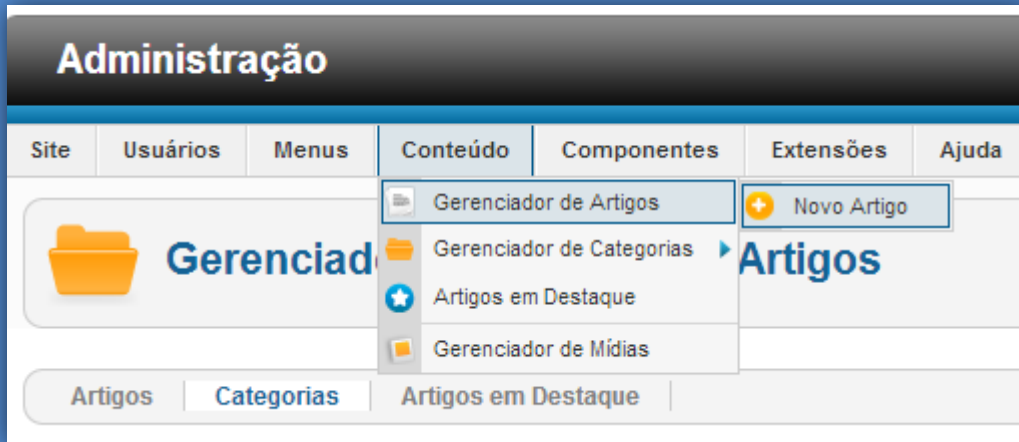 Administração
Site Usuários Menus Conteúdo Componentes Extensões Ajuda
Gerenciador de Artigos Novo Artigo
Gerenciador de Categorias
Artigos
Artigos em Destaque
Gerenciador de Mídias
Artigos Categorias Artigos em Destaque